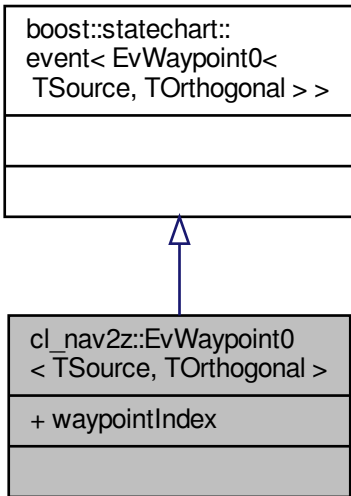 boost::statechart::
event< EvWaypoint0<
TSource, TOrthogonal > >
cl_nav2z::EvWaypoint0
< TSource, TOrthogonal >
+ waypointIndex